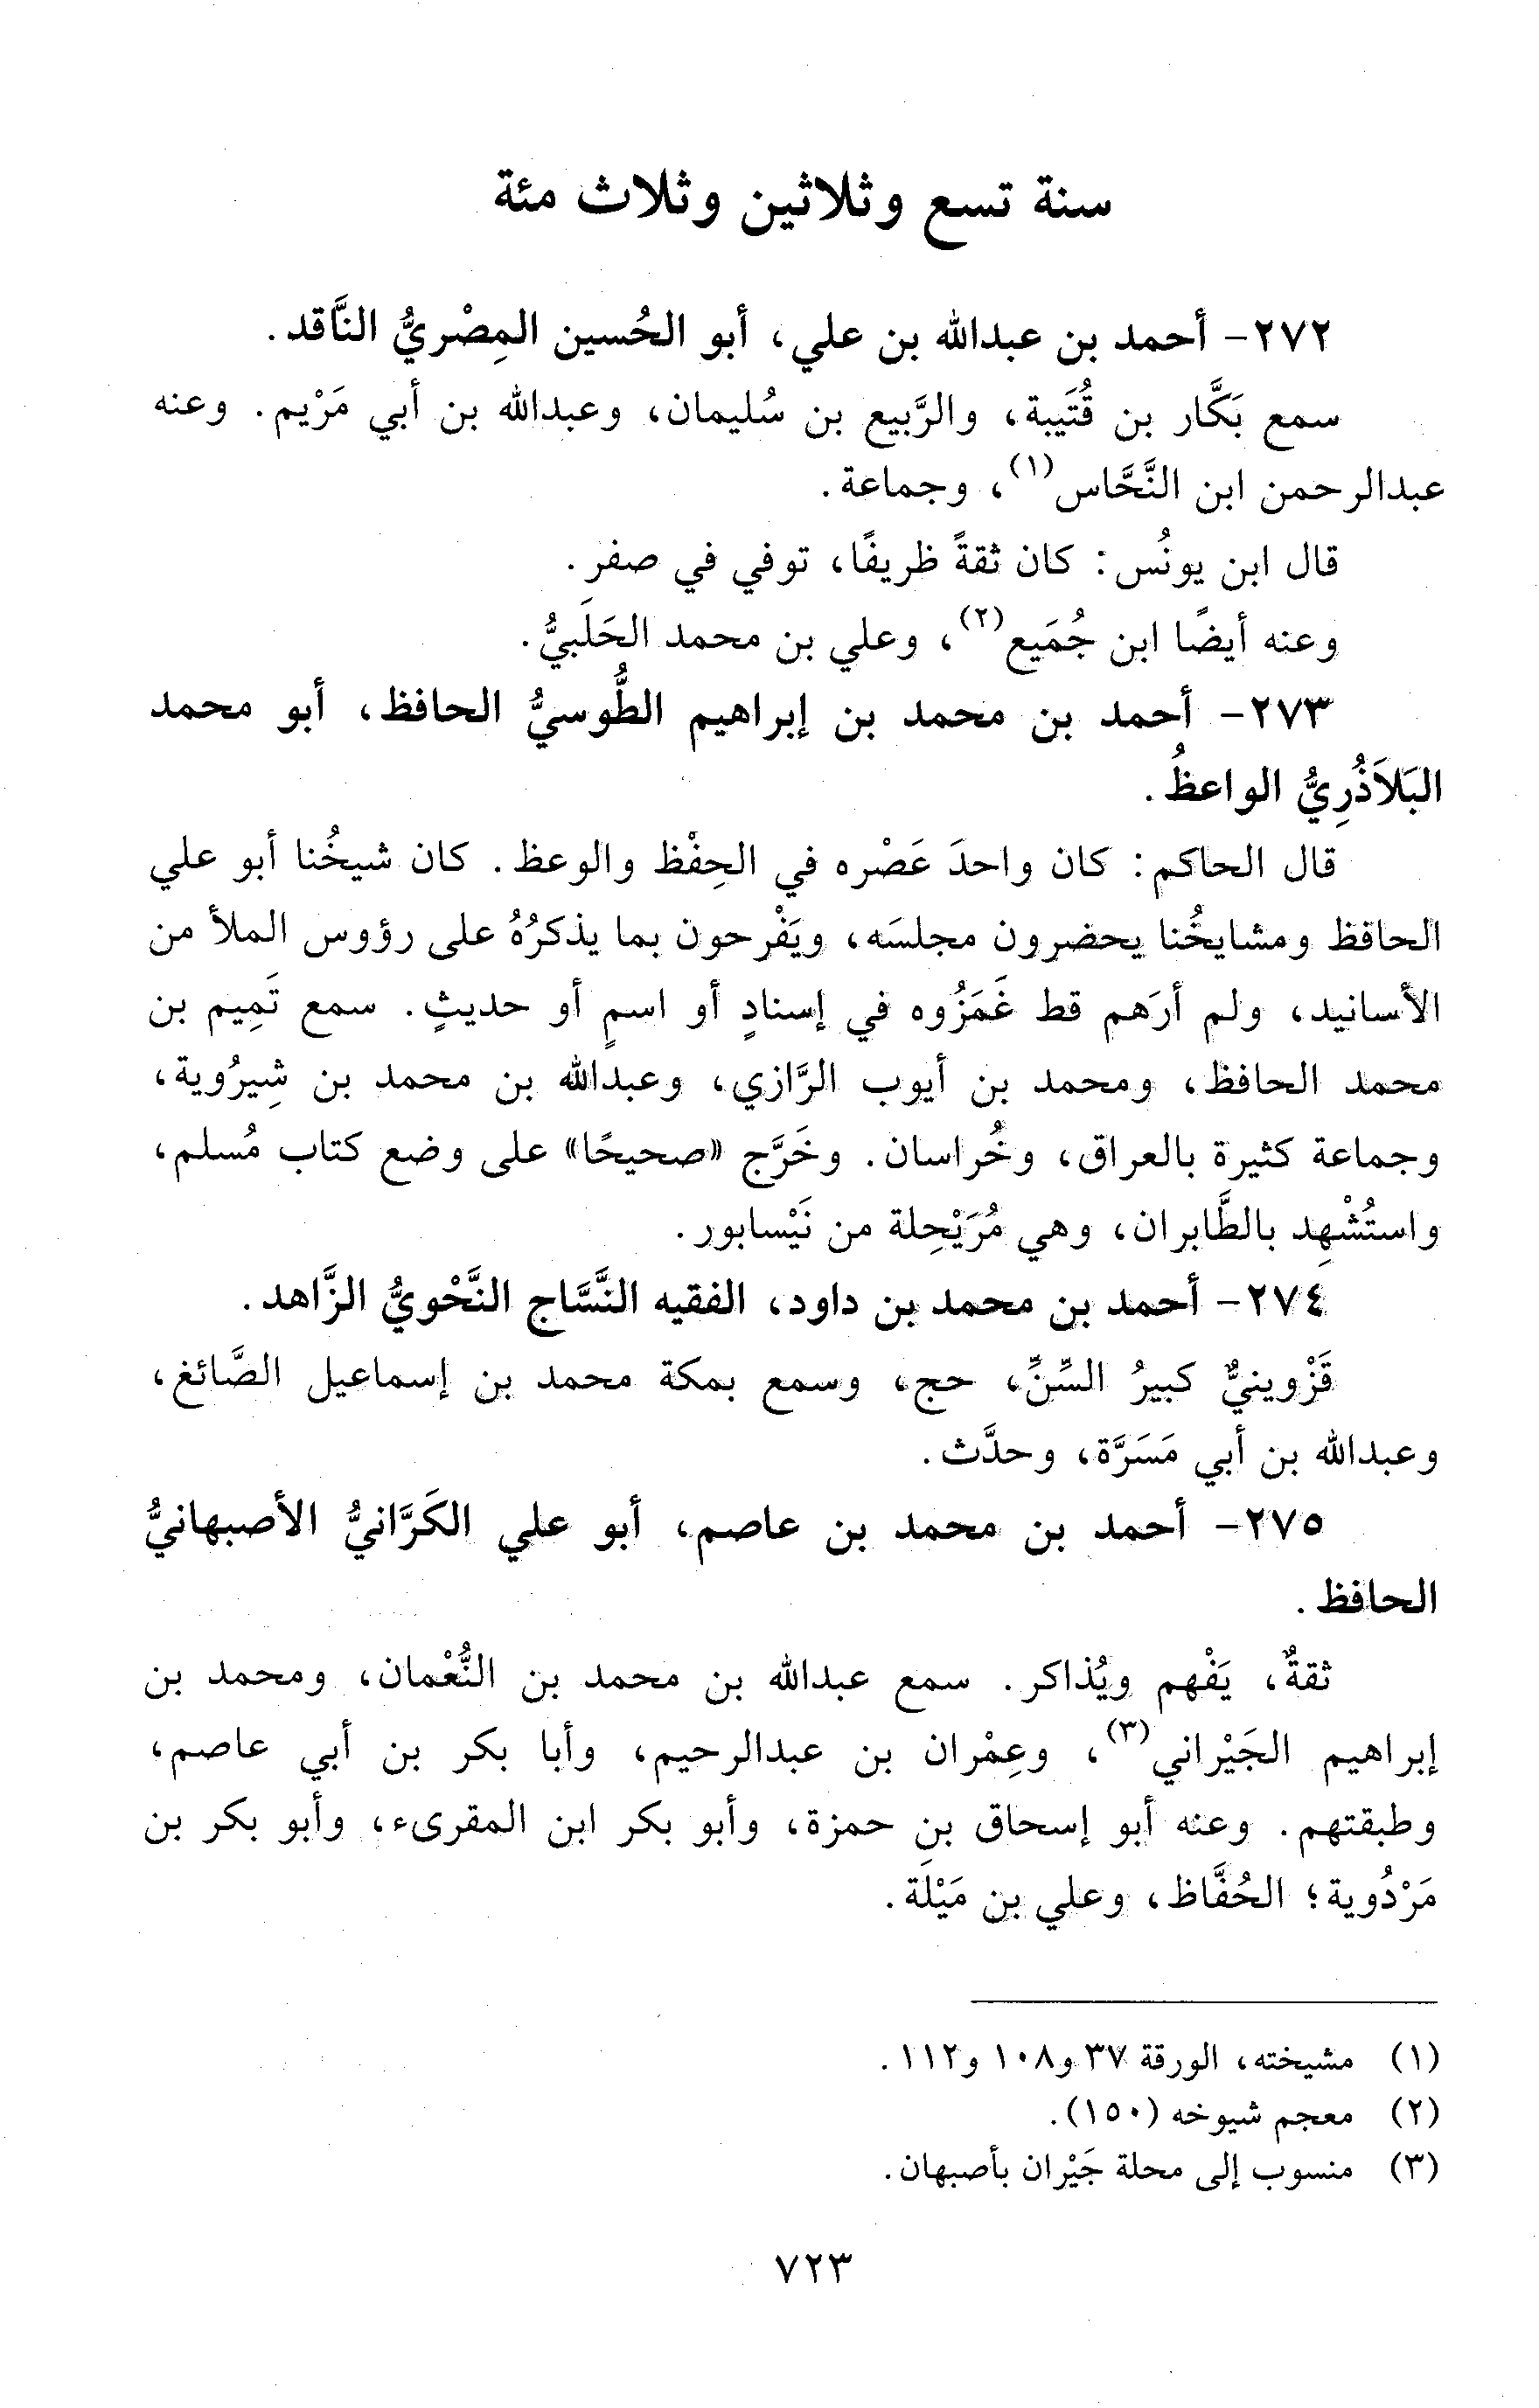 سنة تسع وثلاثين وثلاث مئة
٢٧٢- أحمد بن عبدالله بن علي، أبو الحُسين المِصْريُّ النَّاقد.
سمع بَكَّار بن قُتَيبة، والرَّبيع بن سُليمان، وعبدالله بن أبي مَرْيم. وعنه
عبدالرحمن ابن النَّحَّاس(١)، وجماعة.
قال ابن يونُس: كان ثقةً ظريفًا، توفي في صفر.
وعنه أيضًا ابن جُمَيع(٢)، وعلي بن محمد الحَلَبيُّ.
٢٧٣- أحمد بن محمد بن إبراهيم الطُّوسيُّ الحافظ، أبو محمد
البَلاَذُرِيُّ الواعظُ.
قال الحاكم: كان واحدَ عَصْره في الحِفْظ والوعظ. كان شيخُنا أبو علي
الحاقظ ومشايخُنا يحضرون مجلسَه، ويَفْرحون بما يذكرُهُ على رؤوس الملأ من
الأسانيد، ولم أرَهم قط غَمَزُوه في إسنادٍ أو اسمٍ أو حديثٍ. سمع تَمِيم بن
محمد الحافظ، ومحمد بن أيوب الرَّازي، وعبدالله بن محمد بن شِيرُوية،
وجماعة كثيرة بالعراق، وخُراسان. وخَرَّج «صحيحًا» على وضع كتاب مُسلم،
واستُشْهِد بالطَّابران، وهي مُرَيْحِلة من نَيْسابور.
٢٧٤- أحمد بن محمد بن داود، الفقيه النَّسَّاج النَّحْويُّ الزَّاهد.
قَزْوينيٌّ كبيرُ السِّنِّ، حج، وسمع بمكة محمد بن إسماعيل الصَّائغ،
وعبدالله بن أبي مَسَرَّة، وحدَّث.
٢٧٥- أحمد بن محمد بن عاصم، أبو علي الكَرَّانيُّ الأصبهانيُّ
الحافظ.
ثقةٌ، يَفْهم ويُذاكر. سمع عبدالله بن محمد بن النُّعْمان، ومحمد بن
إبراهيم الجَيْراني(٣)، وعِمْران بن عبدالرحيم، وأبا بكر بن أبي عاصم،
وطبقتهم. وعنه أبو إسحاق بن حمزة، وأبو بكر ابن المقرىء، وأبو بكر بن
مَرْدُوية؛ الحُفَّاظ، وعلي بن مَيْلَة.
(١) مشيخته، الورقة ٣٧ و١٠٨ و١١٢.
(٢) معجم شيوخه (١٥٠).
(٣) منسوب إلى محلة جَيْران بأصبهان.
٧٢٣